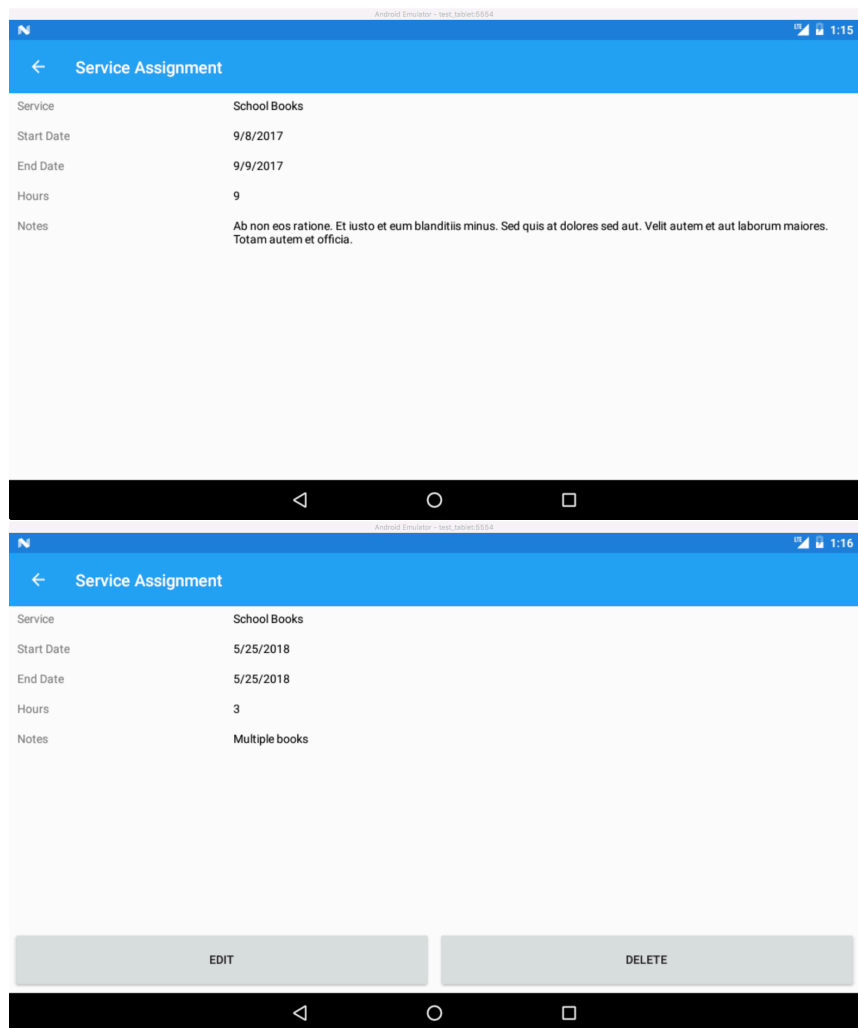 Android Emulator - test_tablet:5554
LTE 1:15
Service Assignment
Service School Books
Start Date 9/8/2017
End Date 9/9/2017
Hours 9
Notes Ab non eos ratione. Et iusto et eum blanditiis minus. Sed quis at dolores sed aut. Velit autem et aut laborum maiores.
Totam autem et officia.
Android Emulator - test_tablet:5554
LTE 1:16
Service Assignment
Service School Books
Start Date 5/25/2018
End Date 5/25/2018
Hours 3
Notes Multiple books
EDIT DELETE